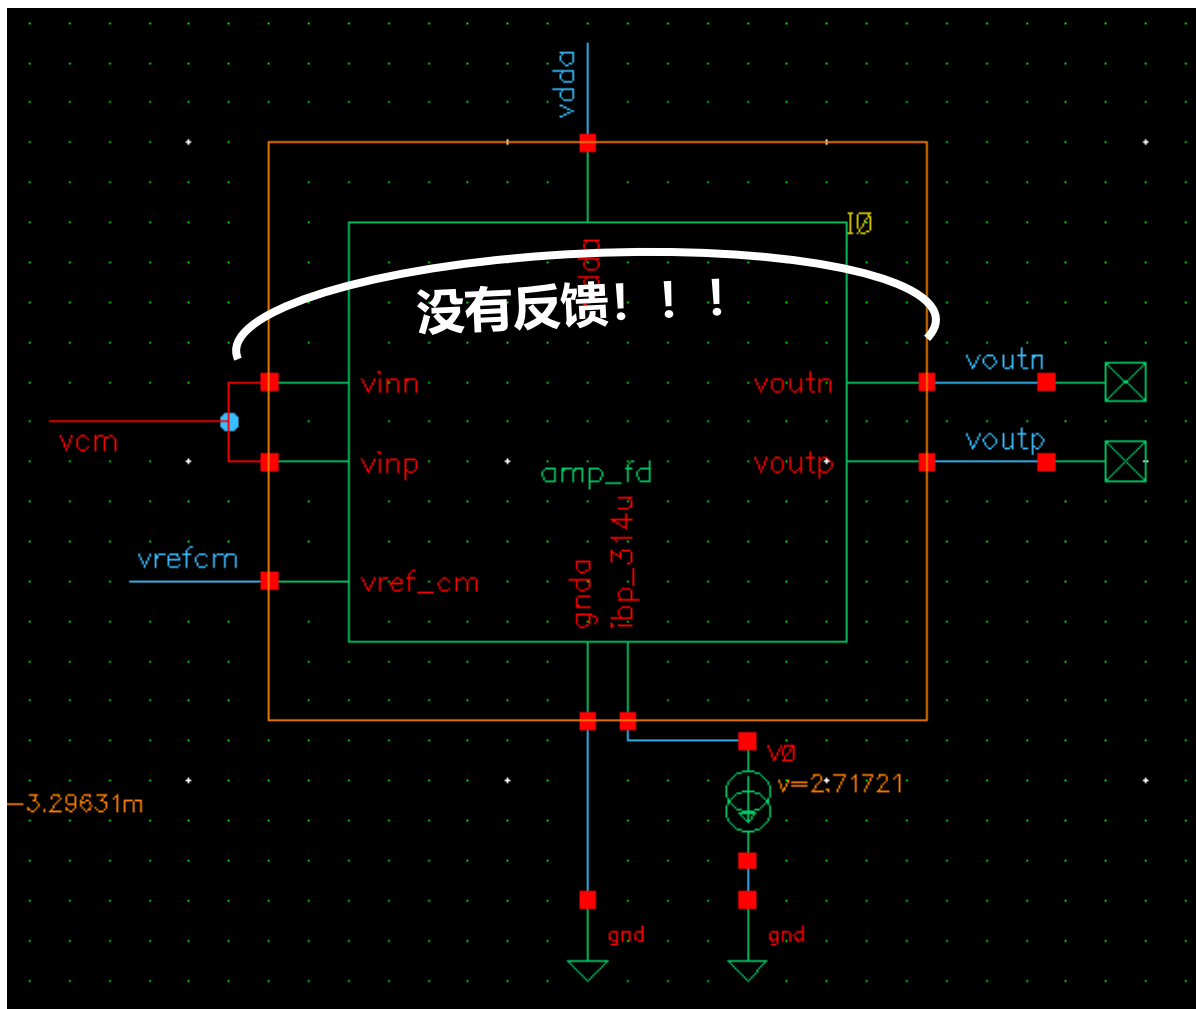 vdda
I0
vdda
没有反馈！！！
vinn
voutn
voutn
vcm
vinp
voutp
voutp
amp_fd
vrefcm
vref_cm
gnda
ibp_314u
V0
v=2.71721
-3.29631m
gnd
gnd